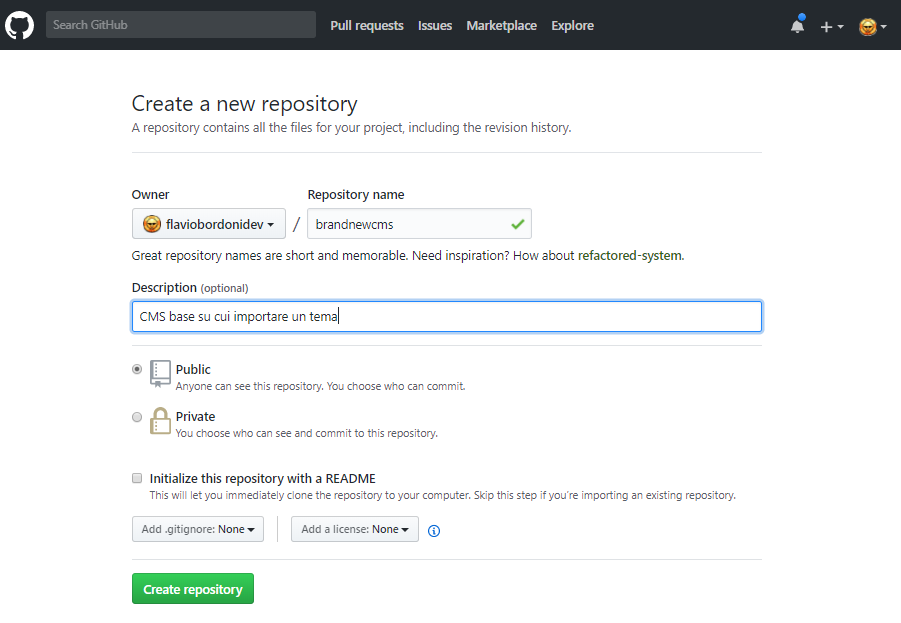 Search GitHub
Pull requests Issues Marketplace Explore
Create a new repository
A repository contains all the files for your project, including the revision history.
Owner Repository name
flaviobordonidev / brandnewcms
Great repository names are short and memorable. Need inspiration? How about refactored-system.
Description (optional)
CMS base su cui importare un tema
Public
Anyone can see this repository. You choose who can commit.
Private
You choose who can see and commit to this repository.
Initialize this repository with a README
This will let you immediately clone the repository to your computer. Skip this step if you're importing an existing repository.
Add .gitignore: None Add a license: None
Create repository